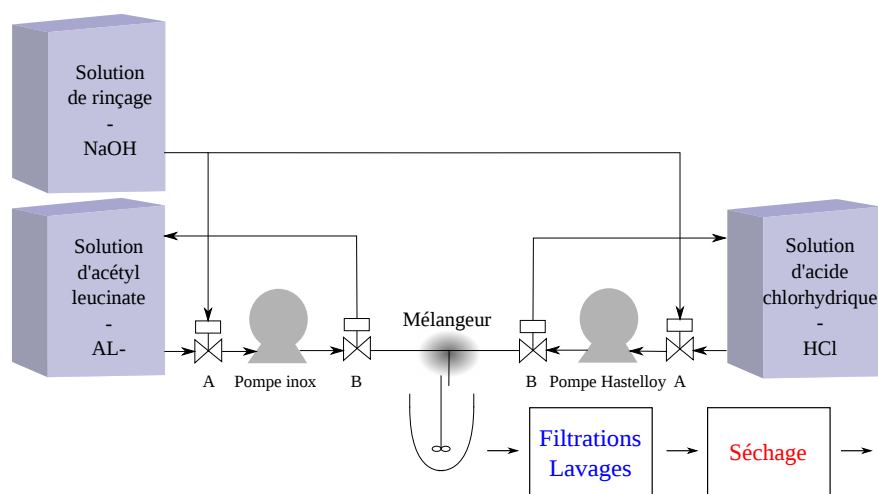 Solution
de rinçage
-
NaOH
Solution
d'acétyl
leucinate
-
AL-
Solution
d'acide
chlorhydrique
-
HCl
Mélangeur
A
Pompe inox
B
B
Pompe Hastelloy
A
Filtrations
Lavages
Séchage